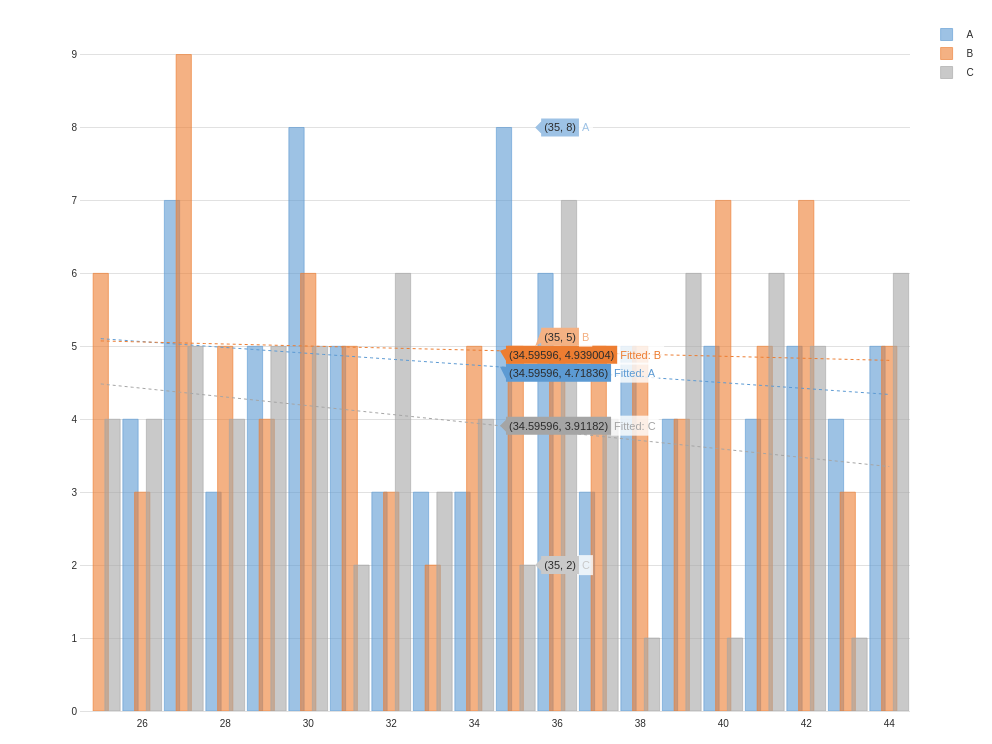 A
B
C
9
8
7
6
5
4
3
2
1
0
(35, 8) A
(35, 5) B
(34.59596, 4.939004) Fitted: B
(34.59596, 4.71836) Fitted: A
(34.59596, 3.91182) Fitted: C
(35, 2) C
26 28 30 32 34 36 38 40 42 44